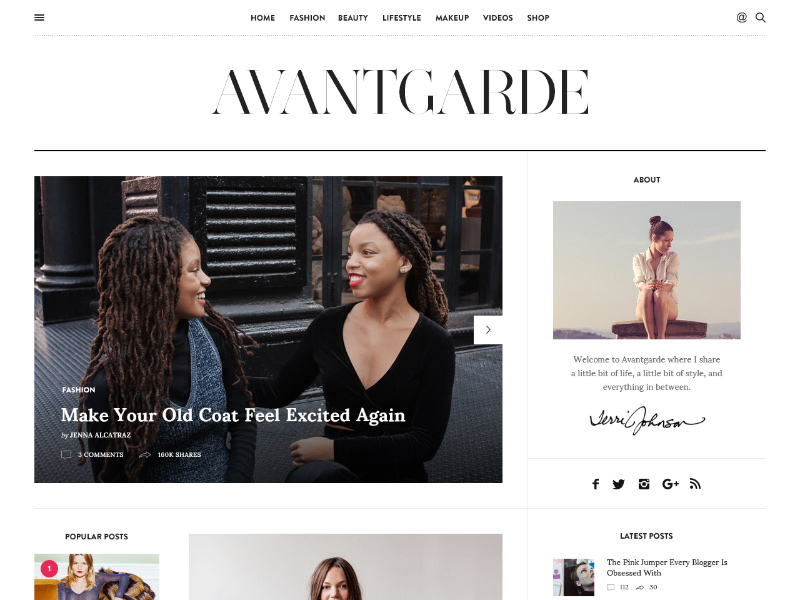 HOME FASHION BEAUTY LIFESTYLE MAKEUP VIDEOS SHOP
AVANTGARDE
FASHION
Make Your Old Coat Feel Excited Again
by JENNA ALCATRAZ
3 COMMENTS 160K SHARES
ABOUT
Welcome to Avantgarde where I share
a little bit of life, a little bit of style, and
everything in between.
Jerri Johnson
POPULAR POSTS
1
LATEST POSTS
The Pink Jumper Every Blogger Is
Obsessed With
112 30